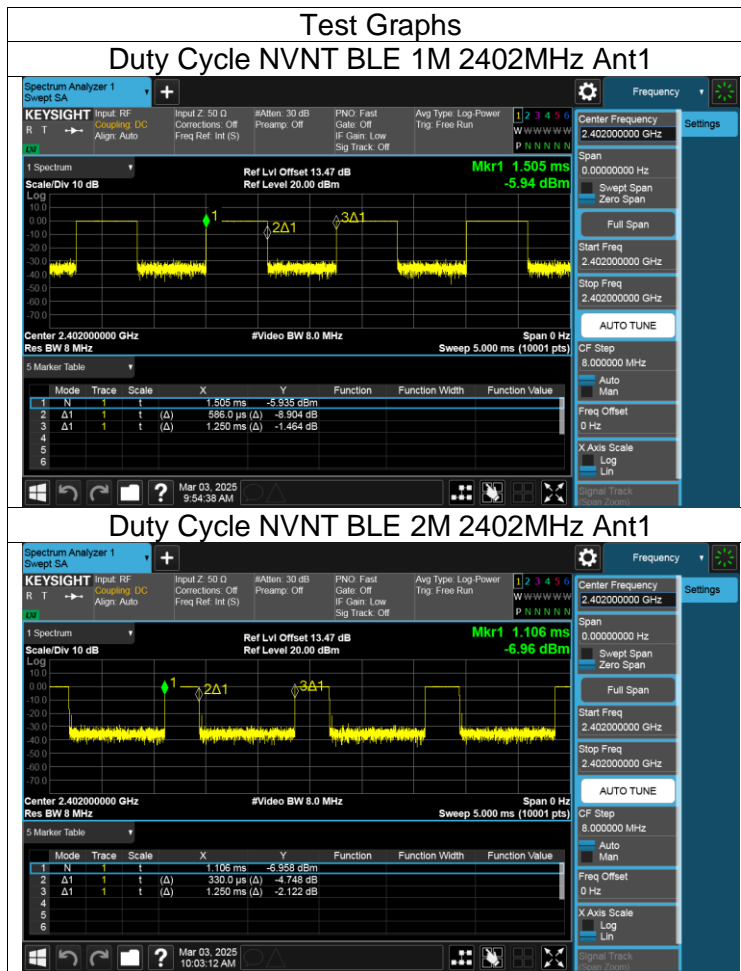 Test Graphs
Duty Cycle NVNT BLE 1M 2402MHz Ant1
Spectrum Analyzer 1
Swept SA
+
Frequency
KEYSIGHT Input: RF Input Z: 50 Ω #Atten: 30 dB PNO: Fast Avg Type: Log-Power 1 2 3 4 5 6
R T Coupling: DC Corrections: Off Preamp: Off Gate: Off Trig: Free Run W W W W W W
Align: Auto Freq Ref: Int (S) IF Gain: Low P N N N N N
Sig Track: Off
LXI
Center Frequency
2.402000000 GHz
Settings
Span
0.00000000 Hz
Swept Span
Zero Span
Full Span
Start Freq
2.402000000 GHz
Stop Freq
2.402000000 GHz
AUTO TUNE
CF Step
8.000000 MHz
Auto
Man
Freq Offset
0 Hz
X Axis Scale
Log
Lin
Signal Track
(Span Zoom)
1 Spectrum
Ref Lvl Offset 13.47 dB
Mkr1 1.505 ms
Scale/Div 10 dB Ref Level 20.00 dBm -5.94 dBm
Log
10.0
0.00
-10.0
-20.0
-30.0
-40.0
-50.0
-60.0
-70.0
1
2Δ1
3Δ1
Center 2.402000000 GHz #Video BW 8.0 MHz Span 0 Hz
Res BW 8 MHz Sweep 5.000 ms (10001 pts)
5 Marker Table
Mode Trace Scale X Y Function Function Width Function Value
1 N 1 t 1.505 ms -5.935 dBm
2 Δ1 1 t (Δ) 586.0 µs (Δ) -8.904 dB
3 Δ1 1 t (Δ) 1.250 ms (Δ) -1.464 dB
4
5
6
? Mar 03, 2025
9:54:38 AM
Duty Cycle NVNT BLE 2M 2402MHz Ant1
Spectrum Analyzer 1
Swept SA
+
Frequency
KEYSIGHT Input: RF Input Z: 50 Ω #Atten: 30 dB PNO: Fast Avg Type: Log-Power 1 2 3 4 5 6
R T Coupling: DC Corrections: Off Preamp: Off Gate: Off Trig: Free Run W W W W W W
Align: Auto Freq Ref: Int (S) IF Gain: Low P N N N N N
Sig Track: Off
LXI
Center Frequency
2.402000000 GHz
Settings
Span
0.00000000 Hz
Swept Span
Zero Span
Full Span
Start Freq
2.402000000 GHz
Stop Freq
2.402000000 GHz
AUTO TUNE
CF Step
8.000000 MHz
Auto
Man
Freq Offset
0 Hz
X Axis Scale
Log
Lin
Signal Track
(Span Zoom)
1 Spectrum
Ref Lvl Offset 13.47 dB
Mkr1 1.106 ms
Scale/Div 10 dB Ref Level 20.00 dBm -6.96 dBm
Log
10.0
0.00
-10.0
-20.0
-30.0
-40.0
-50.0
-60.0
-70.0
1
2Δ1
3Δ1
Center 2.402000000 GHz #Video BW 8.0 MHz Span 0 Hz
Res BW 8 MHz Sweep 5.000 ms (10001 pts)
5 Marker Table
Mode Trace Scale X Y Function Function Width Function Value
1 N 1 t 1.106 ms -6.958 dBm
2 Δ1 1 t (Δ) 330.0 µs (Δ) -4.748 dB
3 Δ1 1 t (Δ) 1.250 ms (Δ) -2.122 dB
4
5
6
? Mar 03, 2025
10:03:12 AM